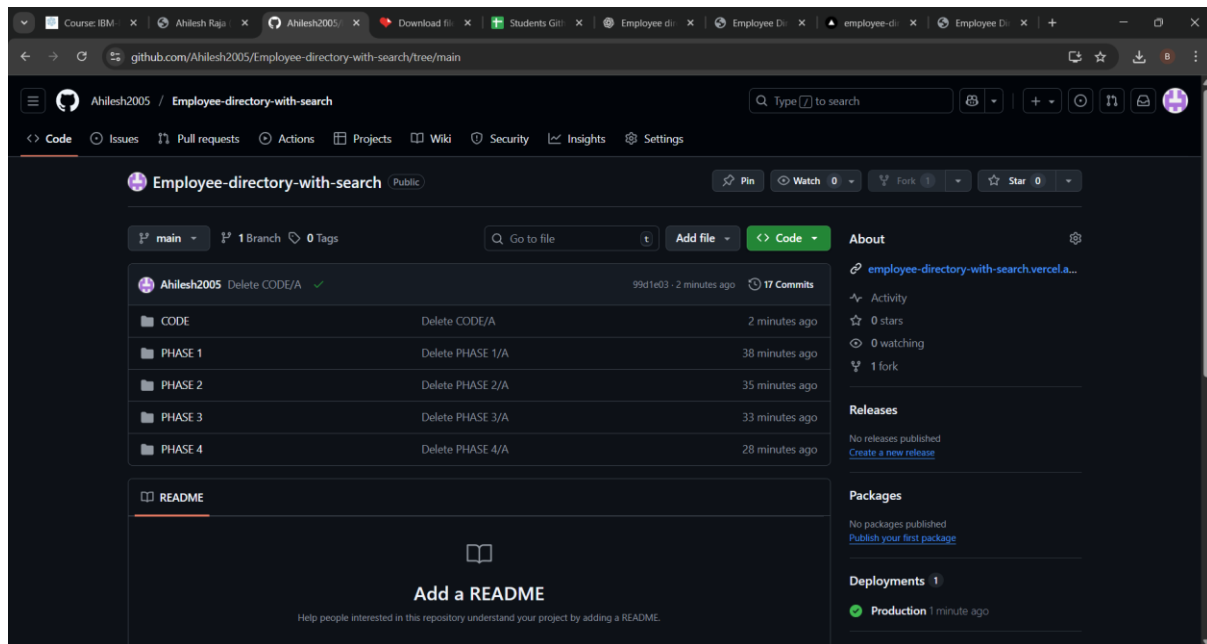 Course: IBM-
Ahilesh Raja
Ahilesh2005/
Download file
Students Gith
Employee dir
Employee Di
employee-di
Employee Di
github.com/Ahilesh2005/Employee-directory-with-search/tree/main
B
Ahilesh2005 / Employee-directory-with-search
Type / to search
<> Code Issues Pull requests Actions Projects Wiki Security Insights Settings
Employee-directory-with-search Public
Pin Watch 0 Fork 1 Star 0
main 1 Branch 0 Tags Go to file t Add file <> Code
Ahilesh2005 Delete CODE/A 99d1e03 · 2 minutes ago 17 Commits
CODE Delete CODE/A 2 minutes ago
PHASE 1 Delete PHASE 1/A 38 minutes ago
PHASE 2 Delete PHASE 2/A 35 minutes ago
PHASE 3 Delete PHASE 3/A 33 minutes ago
PHASE 4 Delete PHASE 4/A 28 minutes ago
README
Add a README
Help people interested in this repository understand your project by adding a README.
About
employee-directory-with-search.vercel.a...
Activity
0 stars
0 watching
1 fork
Releases
No releases published
Create a new release
Packages
No packages published
Publish your first package
Deployments 1
Production 1 minute ago